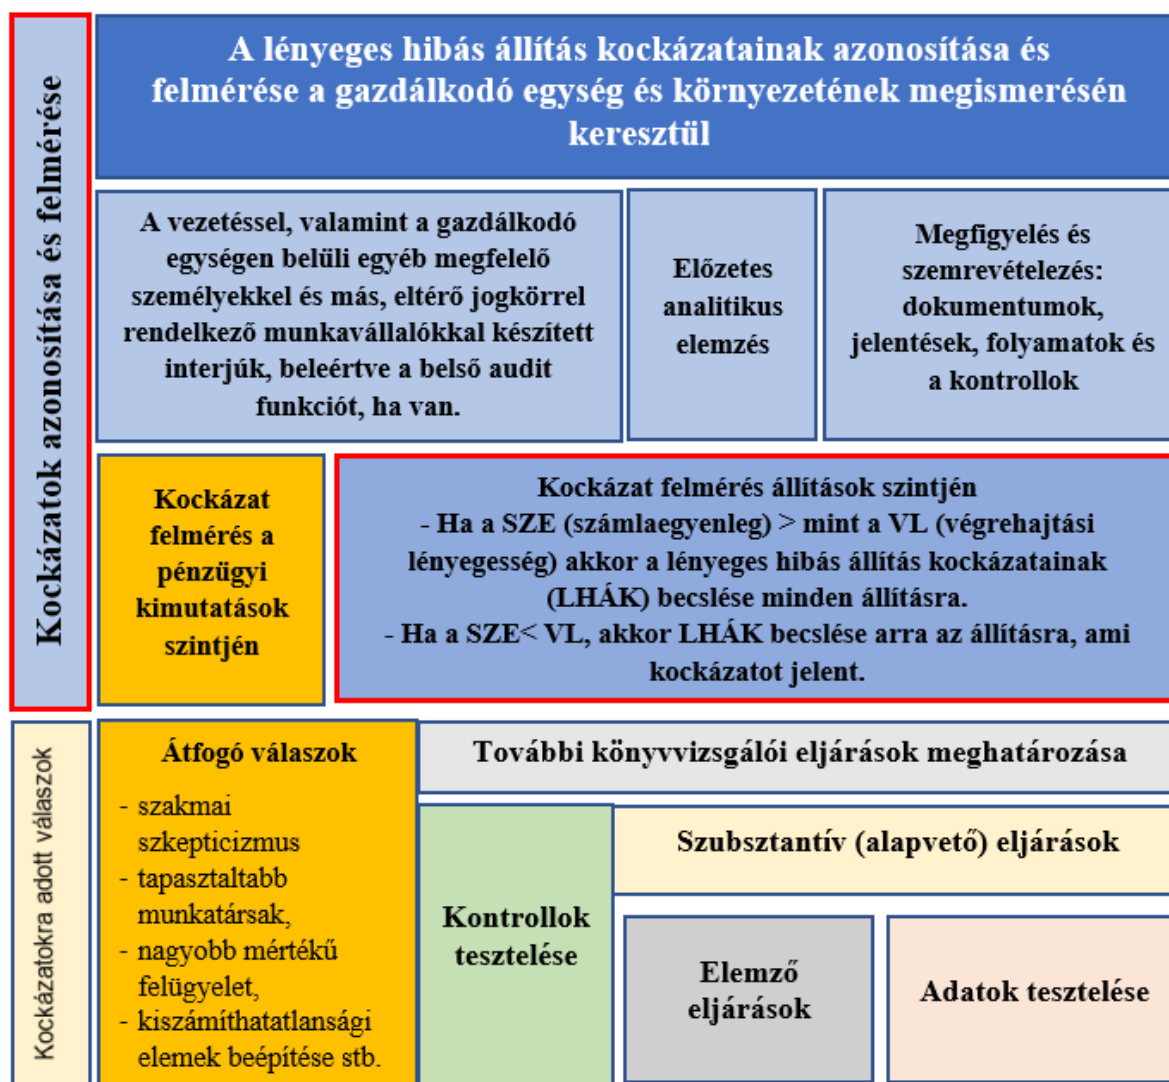 Kockázatok azonosítása és felmérése
A lényeges hibás állítás kockázatainak azonosítása és
felmérése a gazdálkodó egység és környezetének megismerésén
keresztül
A vezetéssel, valamint a gazdálkodó
egységen belüli egyéb megfelelő
személyekkel és más, eltérő jogkörrel
rendelkező munkavállalókkal készített
interjúk, beleértve a belső audit
funkciót, ha van.
Előzetes
analitikus
elemzés
Megfigyelés és
szemrevételezés:
dokumentumok,
jelentések, folyamatok és
a kontrollok
Kockázat
felmérés a
pénzügyi
kimutatások
szintjén
Kockázat felmérés állítások szintjén
- Ha a SZE (számlaegyenleg) > mint a VL (végrehajtási
lényegesség) akkor a lényeges hibás állítás kockázatainak
(LHÁK) becslése minden állításra.
- Ha a SZE< VL, akkor LHÁK becslése arra az állításra, ami
kockázatot jelent.
Kockázatokra adott válaszok
Átfogó válaszok
- szakmai
szkepticizmus
- tapasztaltabb
munkatársak,
- nagyobb mértékű
felügyelet,
- kiszámíthatatlansági
elemek beépítése stb.
További könyvvizsgálói eljárások meghatározása
Kontrollok
tesztelése
Szubsztantív (alapvető) eljárások
Elemző
eljárások
Adatok tesztelése